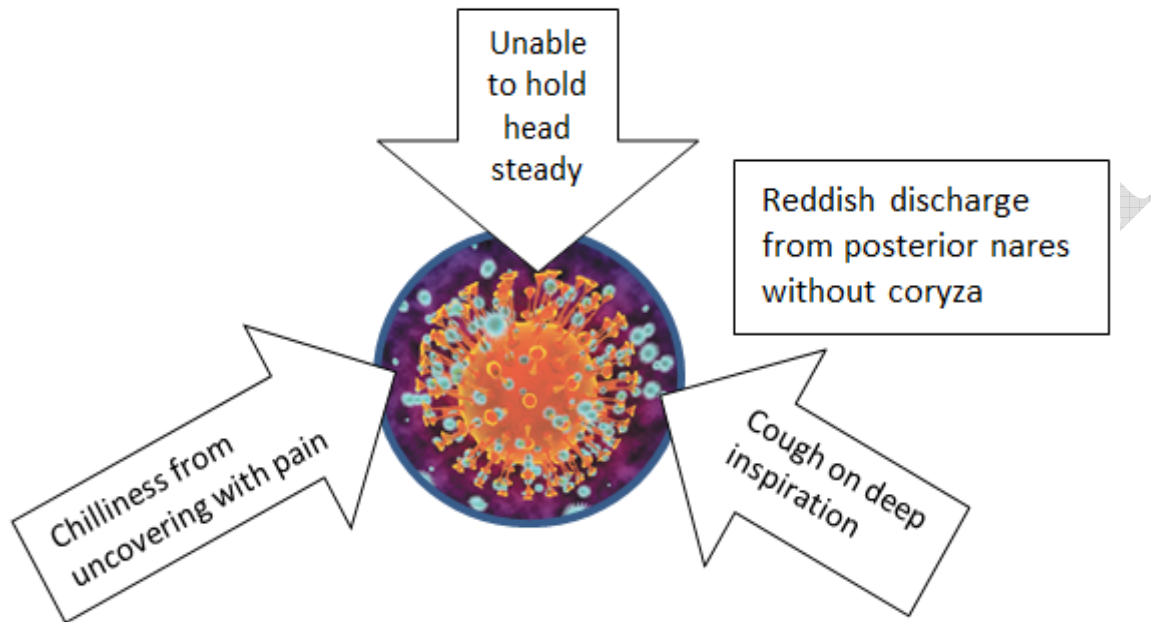 Unable
to hold
head
steady
Reddish discharge
from posterior nares
without coryza
Chilliness from
uncovering with pain
Cough on deep
inspiration